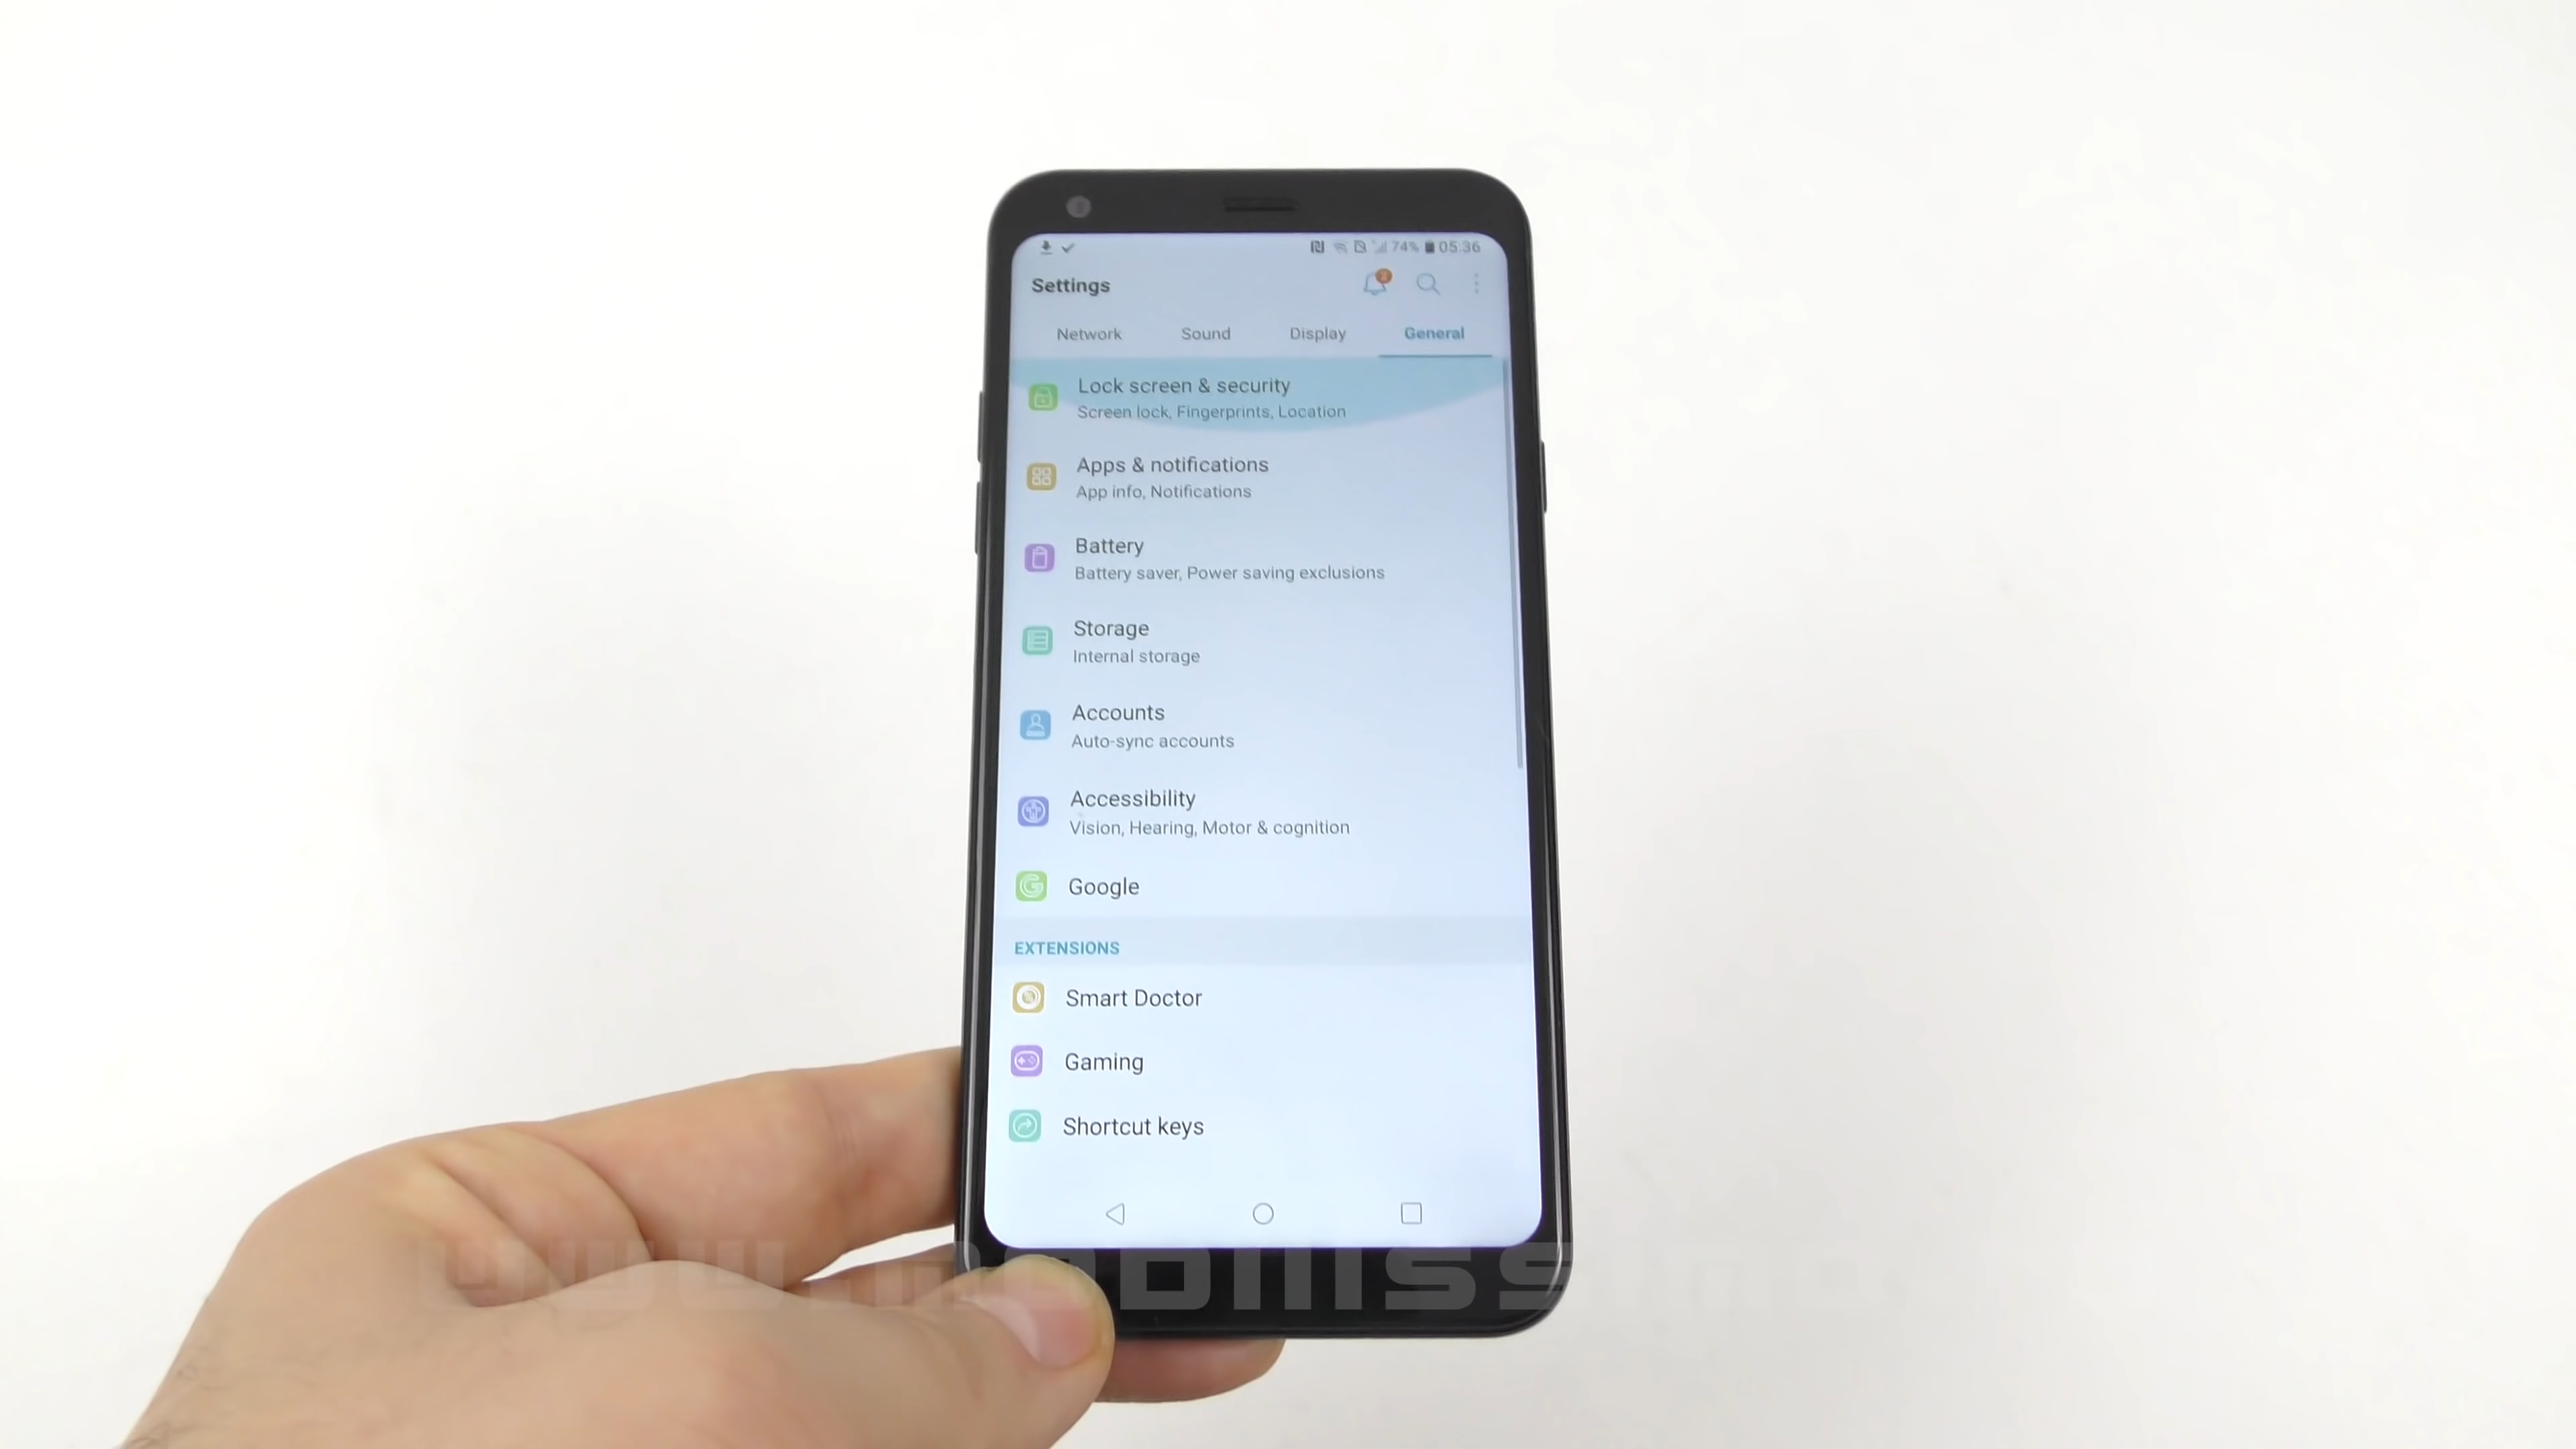 74% 05:36
Settings
Network Sound Display General
Lock screen & security
Screen lock, Fingerprints, Location
Apps & notifications
App info, Notifications
Battery
Battery saver, Power saving exclusions
Storage
Internal storage
Accounts
Auto-sync accounts
Accessibility
Vision, Hearing, Motor & cognition
Google
EXTENSIONS
Smart Doctor
Gaming
Shortcut keys